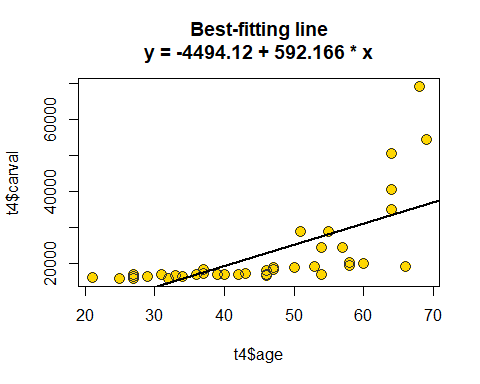 Best-fitting line
y = -4494.12 + 592.166 * x
t4$carval
60000
40000
20000
20 30 40 50 60 70
t4$age